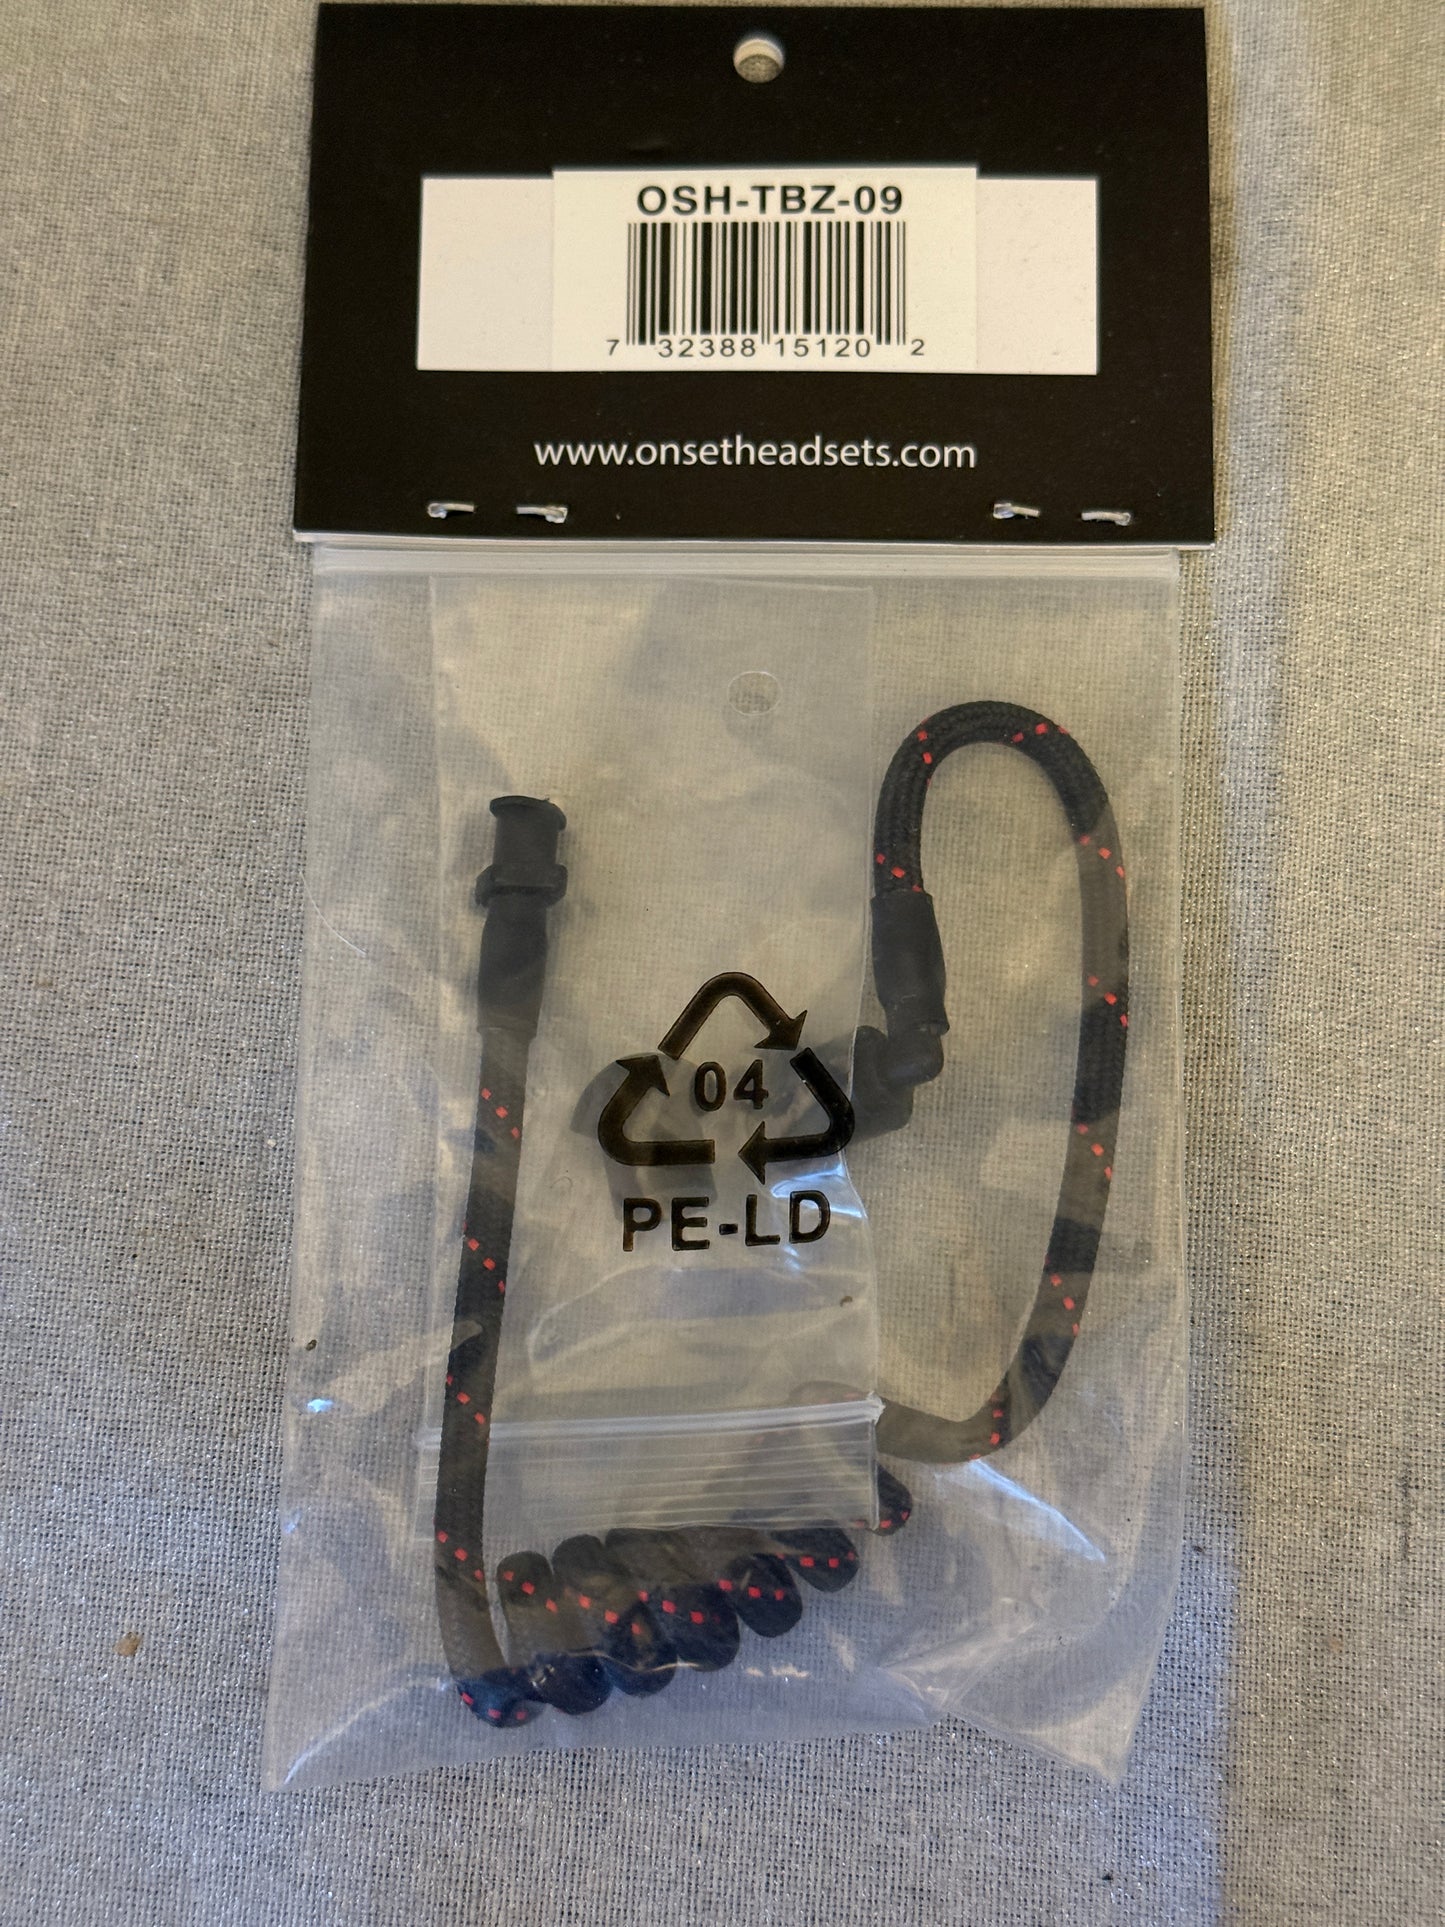 OSH-TBZ-09
7 32388 15120 2
www.onsetheadsets.com
04
PE-LD